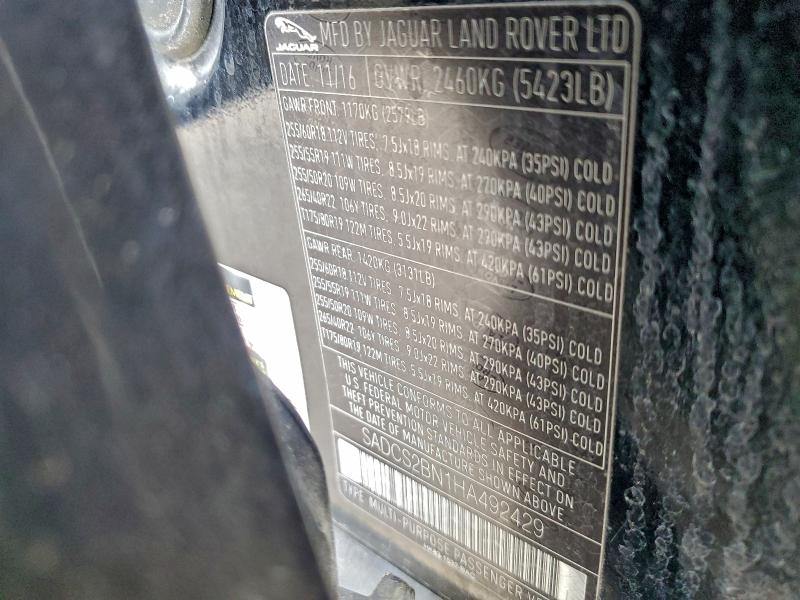 JAGUAR
MFD BY JAGUAR LAND ROVER LTD
DATE: 11/16 GVWR: 2460KG (5423LB)
GAWR FRONT: 1170KG (2579LB)
255/60R18 112V TIRES, 7.5Jx18 RIMS, AT 240KPA (35PSI) COLD
255/55R19 111W TIRES, 8.5Jx19 RIMS, AT 270KPA (40PSI) COLD
255/50R20 109W TIRES, 8.5Jx20 RIMS, AT 290KPA (43PSI) COLD
265/40R22 106Y TIRES, 9.0Jx22 RIMS, AT 290KPA (43PSI) COLD
T175/80R19 122M TIRES, 5.5Jx19 RIMS, AT 420KPA (61PSI) COLD
GAWR REAR: 1420KG (3131LB)
255/60R18 112V TIRES, 7.5Jx18 RIMS, AT 240KPA (35PSI) COLD
255/55R19 111W TIRES, 8.5Jx19 RIMS, AT 270KPA (40PSI) COLD
255/50R20 109W TIRES, 8.5Jx20 RIMS, AT 290KPA (43PSI) COLD
265/40R22 106Y TIRES, 9.0Jx22 RIMS, AT 290KPA (43PSI) COLD
T175/80R19 122M TIRES, 5.5Jx19 RIMS, AT 420KPA (61PSI) COLD
THIS VEHICLE CONFORMS TO ALL APPLICABLE
U.S. FEDERAL MOTOR VEHICLE SAFETY AND
THEFT PREVENTION STANDARDS IN EFFECT ON
THE DATE OF MANUFACTURE SHOWN ABOVE.
SADCS2BN1HA492429
TYPE: MULTI-PURPOSE PASSENGER VE